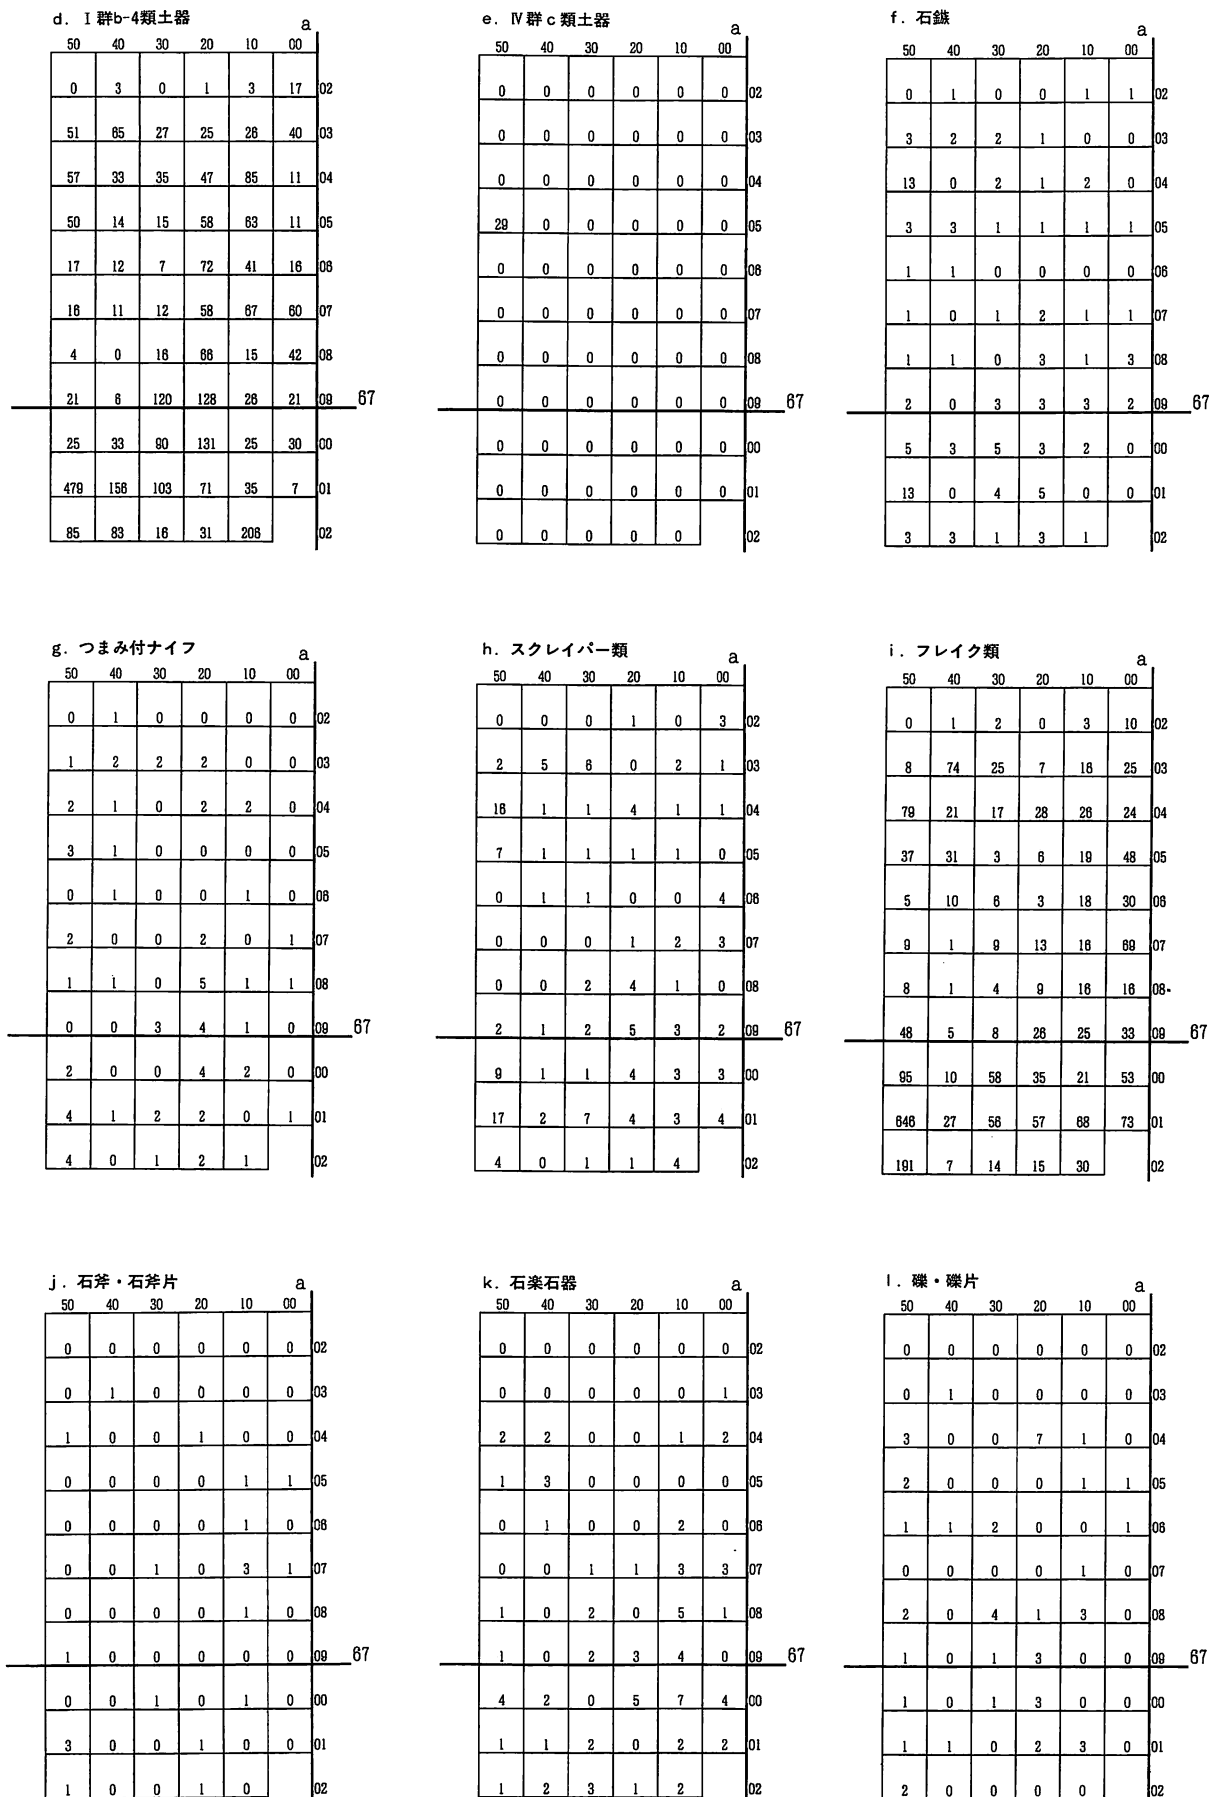 d. Ⅰ群b-4類土器
a
50 40 30 20 10 00
0 3 0 1 3 17 02
51 65 27 25 26 40 03
57 33 35 47 85 11 04
50 14 15 58 63 11 05
17 12 7 72 41 16 06
16 11 12 58 67 60 07
4 0 16 66 15 42 08
21 6 120 128 26 21 09 67
25 33 90 131 25 30 00
479 156 103 71 35 7 01
85 83 16 31 206 02
e. Ⅳ群c類土器
a
50 40 30 20 10 00
0 0 0 0 0 0 02
0 0 0 0 0 0 03
0 0 0 0 0 0 04
29 0 0 0 0 0 05
0 0 0 0 0 0 06
0 0 0 0 0 0 07
0 0 0 0 0 0 08
0 0 0 0 0 0 09 67
0 0 0 0 0 0 00
0 0 0 0 0 0 01
0 0 0 0 0 02
f. 石鏃
a
50 40 30 20 10 00
0 1 0 0 1 1 02
3 2 2 1 0 0 03
13 0 2 1 2 0 04
3 3 1 1 1 1 05
1 1 0 0 0 0 06
1 0 1 2 1 1 07
1 1 0 3 1 3 08
2 0 3 3 3 2 09 67
5 3 5 3 2 0 00
13 0 4 5 0 0 01
3 3 1 3 1 02
g. つまみ付ナイフ
a
50 40 30 20 10 00
0 1 0 0 0 0 02
1 2 2 2 0 0 03
2 1 0 2 2 0 04
3 1 0 0 0 0 05
0 1 0 0 1 0 06
2 0 0 2 0 1 07
1 1 0 5 1 1 08
0 0 3 4 1 0 09 67
2 0 0 4 2 0 00
4 1 2 2 0 1 01
4 0 1 2 1 02
h. スクレイパー類
a
50 40 30 20 10 00
0 0 0 1 0 3 02
2 5 6 0 2 1 03
16 1 1 4 1 1 04
7 1 1 1 1 0 05
0 1 1 0 0 4 06
0 0 0 1 2 3 07
0 0 2 4 1 0 08
2 1 2 5 3 2 09 67
9 1 1 4 3 3 00
17 2 7 4 3 4 01
4 0 1 1 4 02
i. フレイク類
a
50 40 30 20 10 00
0 1 2 0 3 10 02
8 74 25 7 16 25 03
79 21 17 28 26 24 04
37 31 3 6 19 48 05
5 10 6 3 18 30 06
9 1 9 13 16 69 07
8 1 4 9 16 16 08
48 5 8 26 25 33 09 67
95 10 58 35 21 53 00
646 27 56 57 68 73 01
191 7 14 15 30 02
j. 石斧・石斧片
a
50 40 30 20 10 00
0 0 0 0 0 0 02
0 1 0 0 0 0 03
1 0 0 1 0 0 04
0 0 0 0 1 1 05
0 0 0 0 1 0 06
0 0 1 0 3 1 07
0 0 0 0 1 0 08
1 0 0 0 0 0 09 67
0 0 1 0 1 0 00
3 0 0 1 0 0 01
1 0 0 1 0 02
k. 石楽石器
a
50 40 30 20 10 00
0 0 0 0 0 0 02
0 0 0 0 0 1 03
2 2 0 0 1 2 04
1 3 0 0 0 0 05
0 1 0 0 2 0 06
0 0 1 1 3 3 07
1 0 2 0 5 1 08
1 0 2 3 4 0 09 67
4 2 0 5 7 4 00
1 1 2 0 2 2 01
1 2 3 1 2 02
l. 礫・礫片
a
50 40 30 20 10 00
0 0 0 0 0 0 02
0 1 0 0 0 0 03
3 0 0 7 1 0 04
2 0 0 0 1 1 05
1 1 2 0 0 1 06
0 0 0 0 1 0 07
2 0 4 1 3 0 08
1 0 1 3 0 0 09 67
1 0 1 3 0 0 00
1 1 0 2 3 0 01
2 0 0 0 0 02